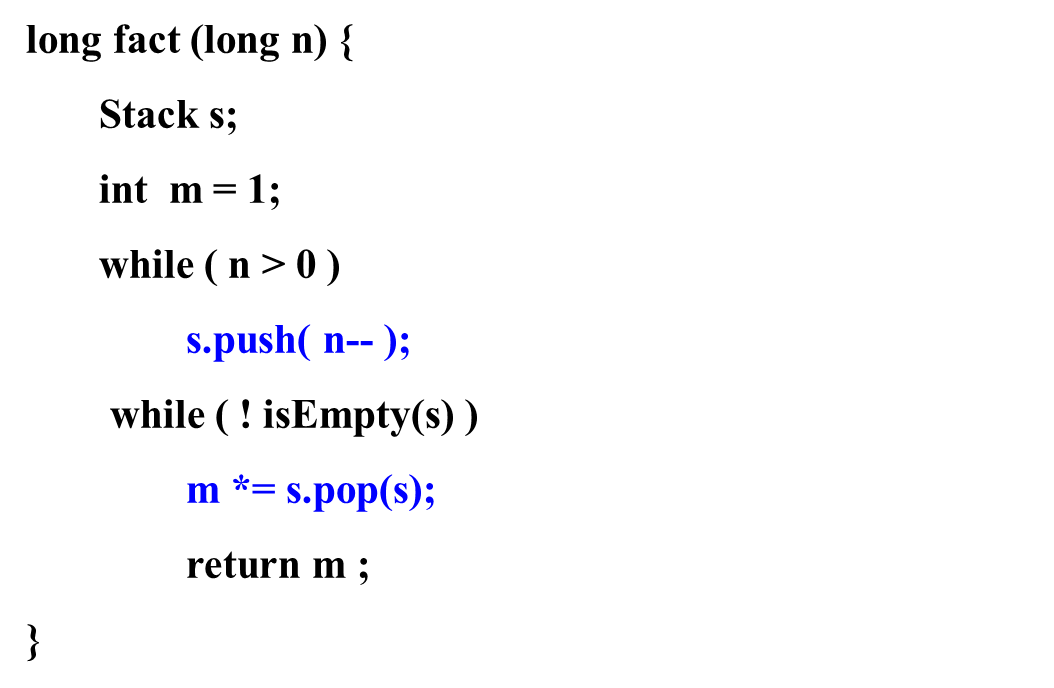 long fact (long n) {
Stack s;
int  m = 1;
while ( n > 0 )
s.push( n-- );
while ( ! isEmpty(s) )
m *= s.pop(s);
return m ;
}